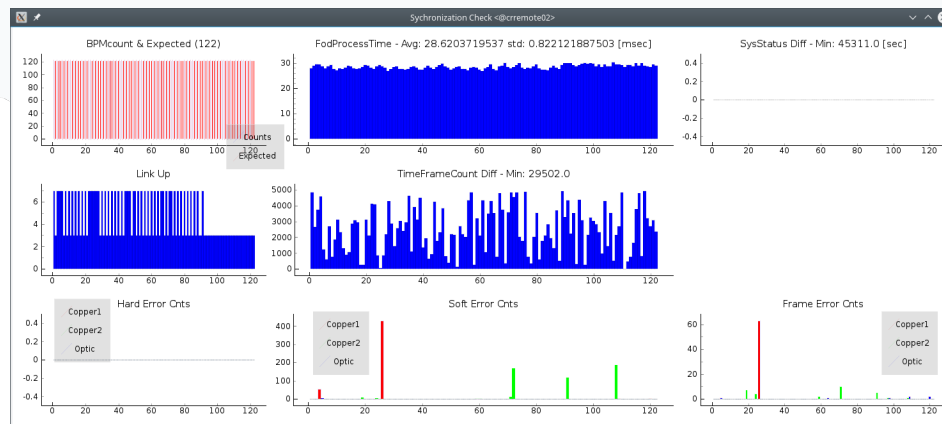 Sychronization Check <@crremote02>
BPMcount & Expected (122)
120
100
80
60
40
20
0
20 40 60 80 100 120
Counts
Expected
FodProcessTime - Avg: 28.6203719537 std: 0.822121887503 [msec]
30
20
10
0
0 20 40 60 80 100 120
SysStatus Diff - Min: 45311.0 [sec]
0.4
0.2
0
-0.2
-0.4
0 20 40 60 80 100 120
Link Up
6
4
2
0
20 40 60 80 100 120
TimeFrameCount Diff - Min: 29502.0
5000
4000
3000
2000
1000
0
0 20 40 60 80 100 120
Hard Error Cnts
0.4
0.2
0
-0.2
-0.4
20 40 60 80 100 120
Copper1
Copper2
Optic
Soft Error Cnts
400
300
200
100
0
0 20 40 60 80 100 120
Copper1
Copper2
Optic
Frame Error Cnts
60
40
20
0
0 20 40 60 80 100 120
Copper1
Copper2
Optic